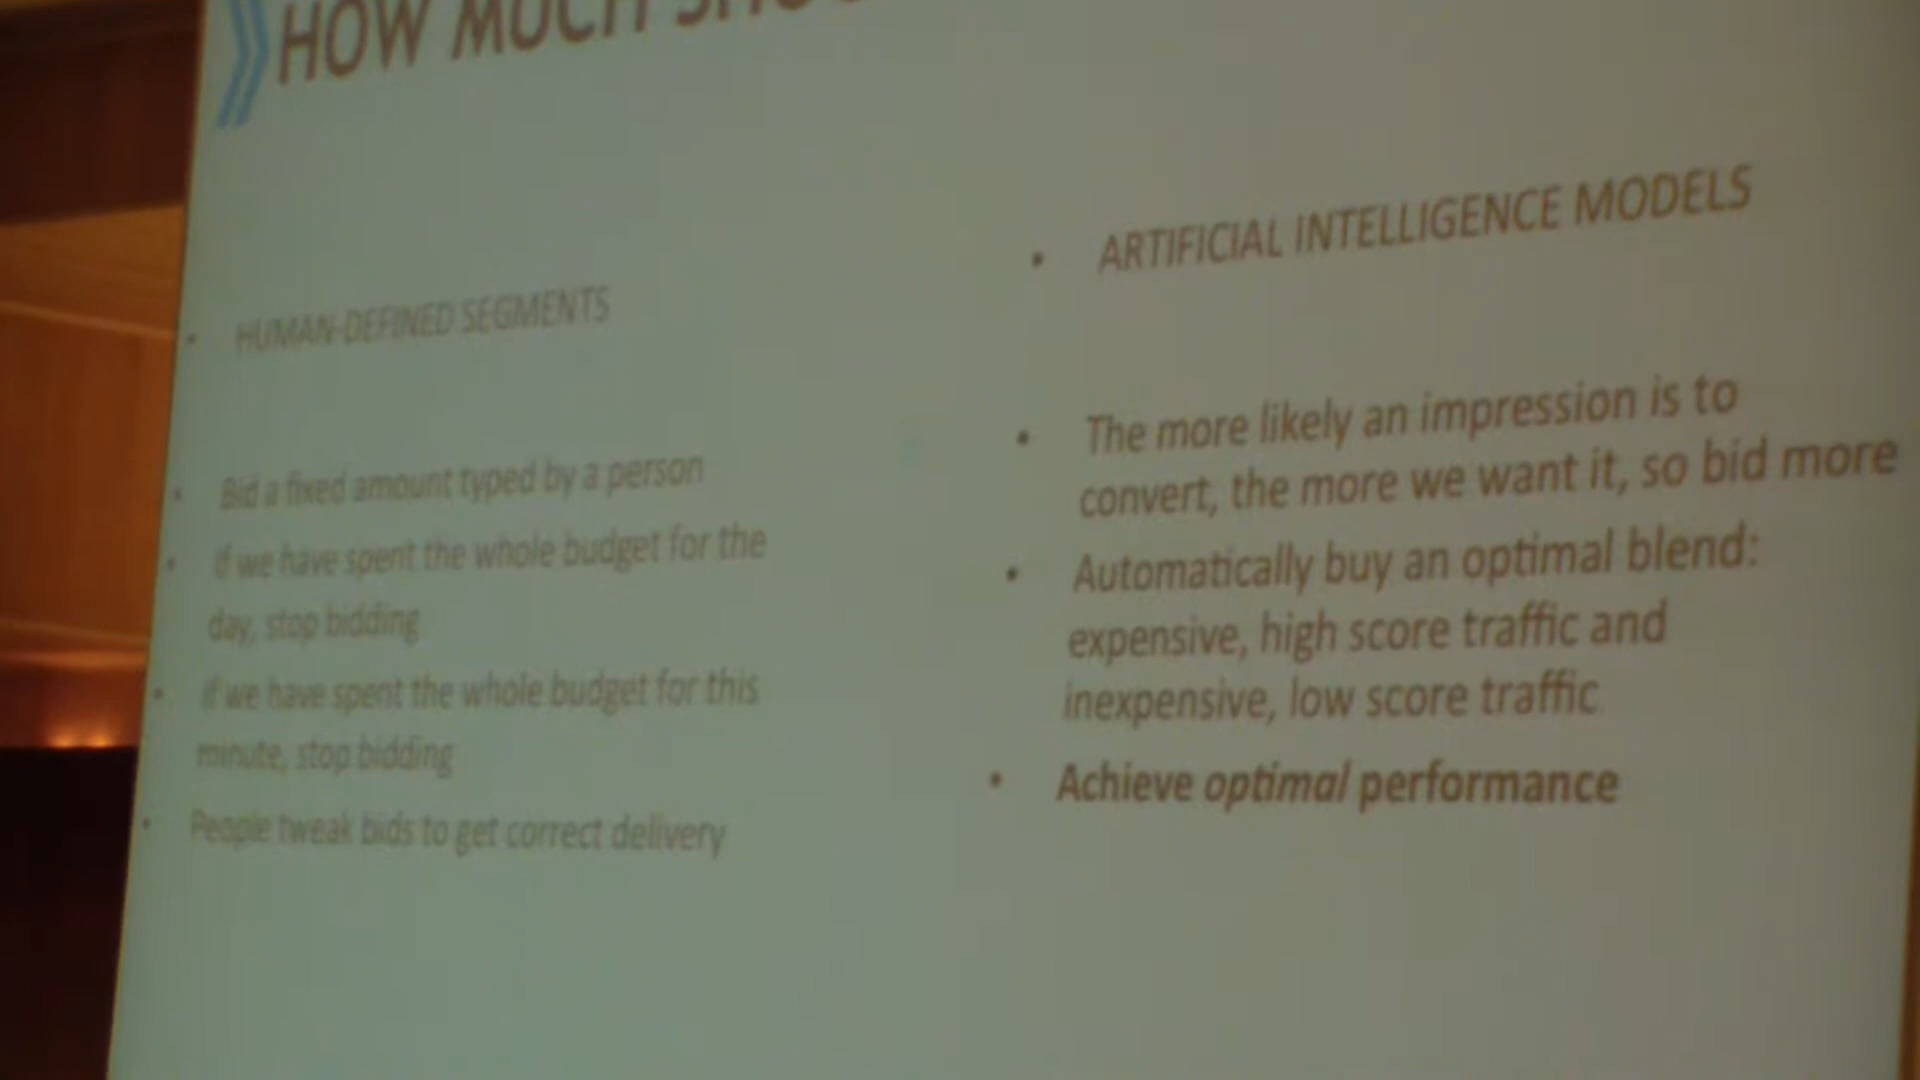 HOW MUCH
HUMAN-DEFINED SEGMENTS
• Bid a fixed amount typed by a person
• If we have spent the whole budget for the
day, stop bidding
• If we have spent the whole budget for this
minute, stop bidding
• People tweak bids to get correct delivery
• ARTIFICIAL INTELLIGENCE MODELS
• The more likely an impression is to
convert, the more we want it, so bid more
• Automatically buy an optimal blend:
expensive, high score traffic and
inexpensive, low score traffic
• Achieve optimal performance